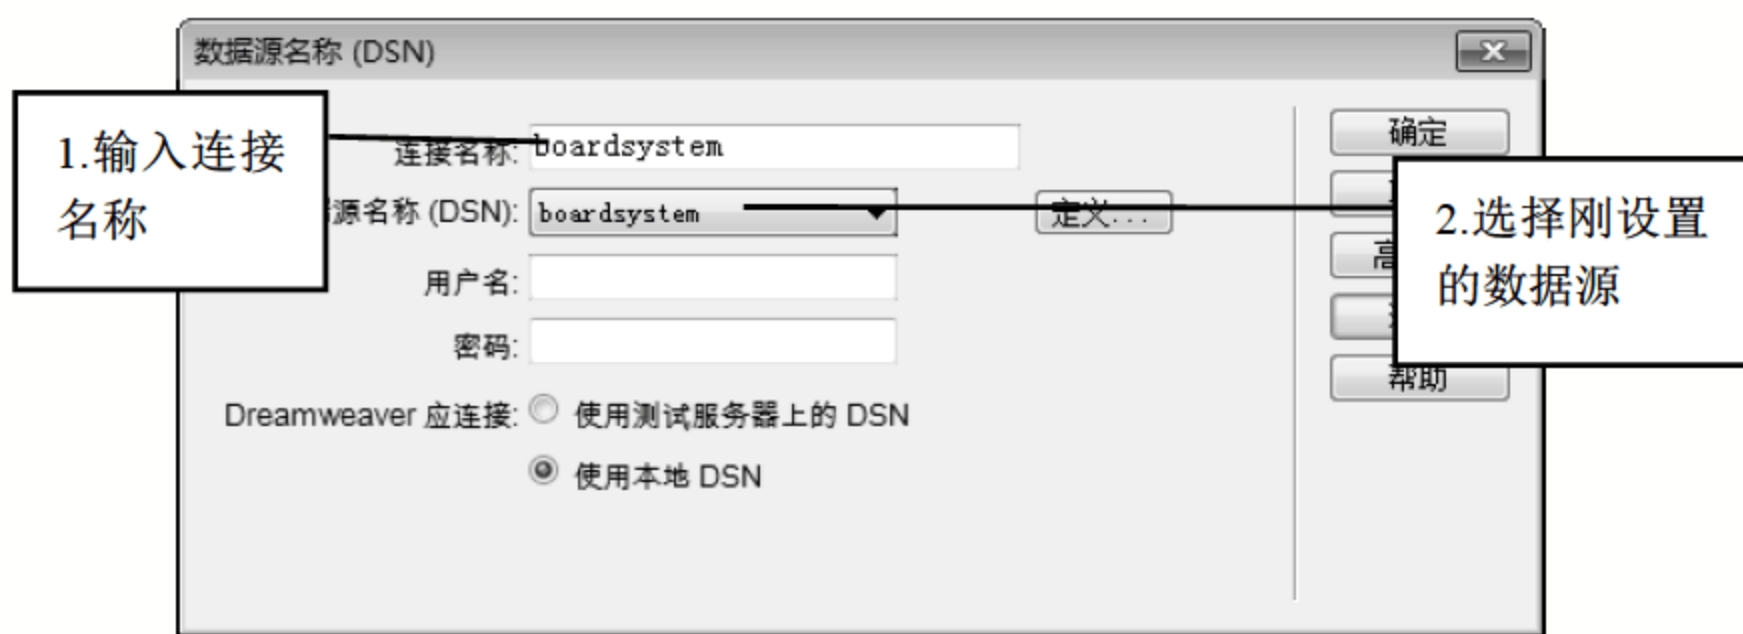 数据源名称 (DSN)
1.输入连接
名称
连接名称: boardsystem
源名称 (DSN): boardsystem
定义...
用户名:
密码:
Dreamweaver 应连接:
使用测试服务器上的 DSN
使用本地 DSN
确定
2.选择刚设置
的数据源
帮助